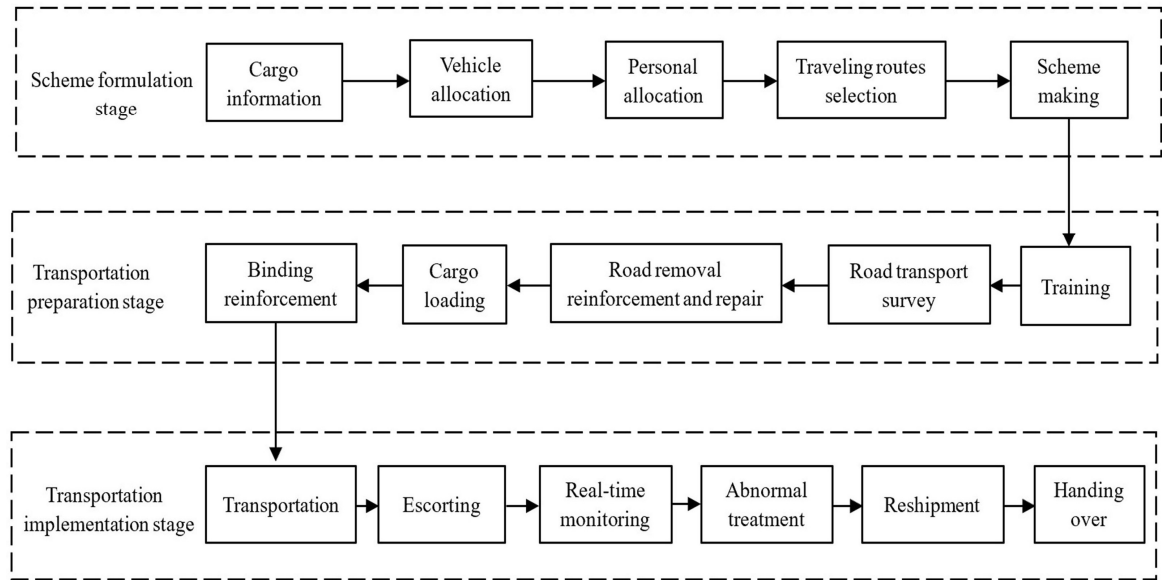 Scheme formulation
stage
Cargo
information
Vehicle
allocation
Personal
allocation
Traveling routes
selection
Scheme
making
Transportation
preparation stage
Binding
reinforcement
Cargo
loading
Road removal
reinforcement and repair
Road transport
survey
Training
Transportation
implementation stage
Transportation
Escorting
Real-time
monitoring
Abnormal
treatment
Reshipment
Handing
over